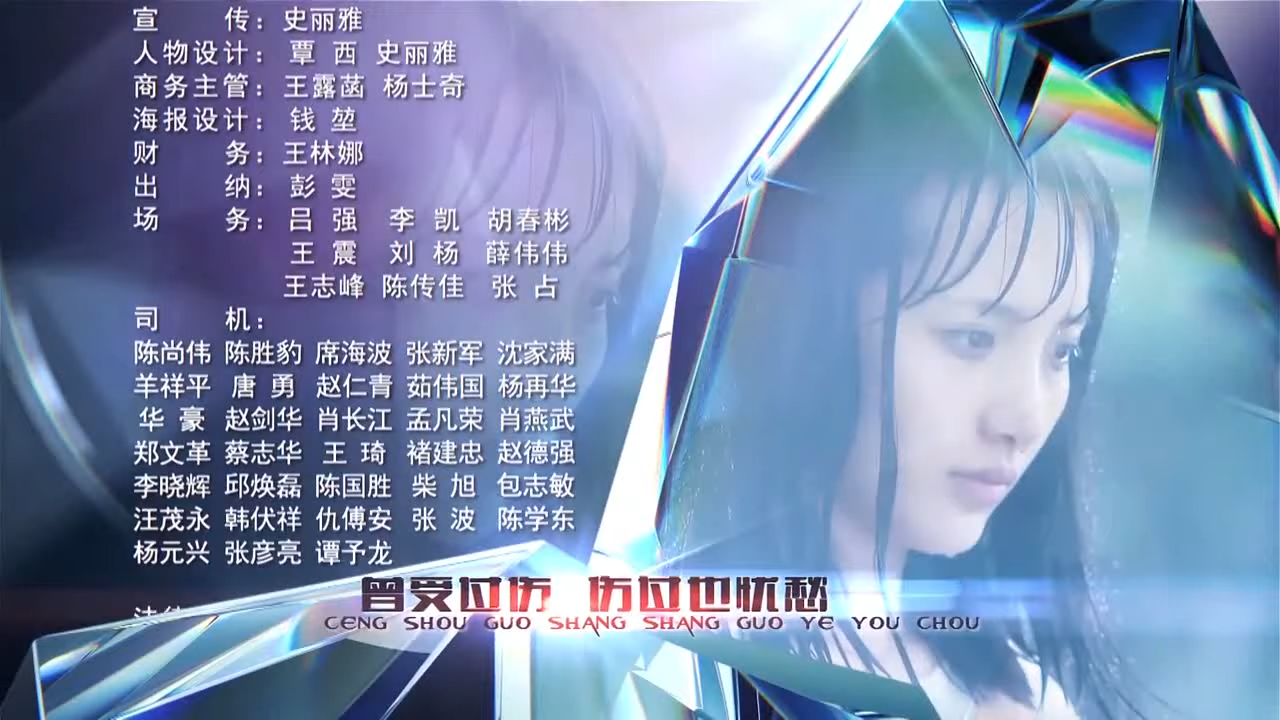 宣 传：史丽雅
人物设计：覃 西 史丽雅
商务主管：王露菡 杨士奇
海报设计：钱 堃
财 务：王林娜
出 纳：彭 雯
场 务：吕 强 李 凯 胡春彬
王 震 刘 杨 薛伟伟
王志峰 陈传佳 张 占
司 机：
陈尚伟 陈胜豹 席海波 张新军 沈家满
羊祥平 唐 勇 赵仁青 茹伟国 杨再华
华 豪 赵剑华 肖长江 孟凡荣 肖燕武
郑文革 蔡志华 王 琦 褚建忠 赵德强
李晓辉 邱焕磊 陈国胜 柴 旭 包志敏
汪茂永 韩伏祥 仇傅安 张 波 陈学东
杨元兴 张彦亮 谭予龙
曾受过伤 伤过也忧愁
CENG SHOU GUO SHANG SHANG GUO YE YOU CHOU